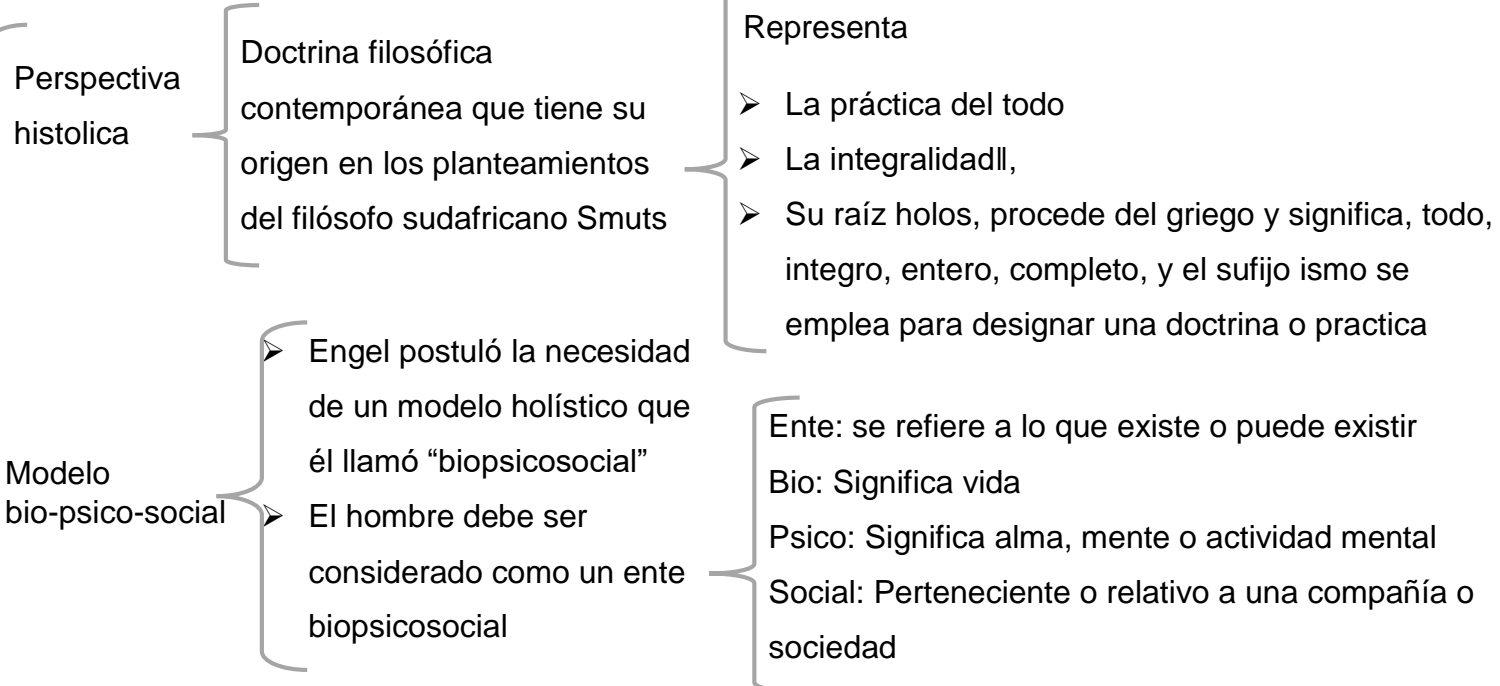 Perspectiva
histolica
Doctrina filosófica
contemporánea que tiene su
origen en los planteamientos
del filósofo sudafricano Smuts
Representa
➢ La práctica del todo
➢ La integralidad‖,
➢ Su raíz holos, procede del griego y significa, todo,
integro, entero, completo, y el sufijo ismo se
emplea para designar una doctrina o practica
Modelo
bio-psico-social
➢ Engel postuló la necesidad
de un modelo holístico que
él llamó “biopsicosocial”
➢ El hombre debe ser
considerado como un ente
biopsicosocial
Ente: se refiere a lo que existe o puede existir
Bio: Significa vida
Psico: Significa alma, mente o actividad mental
Social: Perteneciente o relativo a una compañía o
sociedad